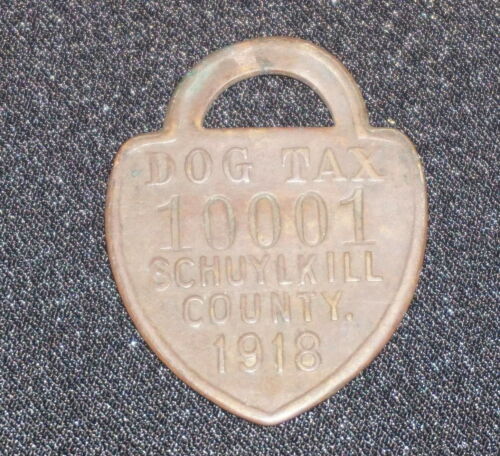 DOG TAX
10001
SCHUYLKILL
COUNTY.
1918